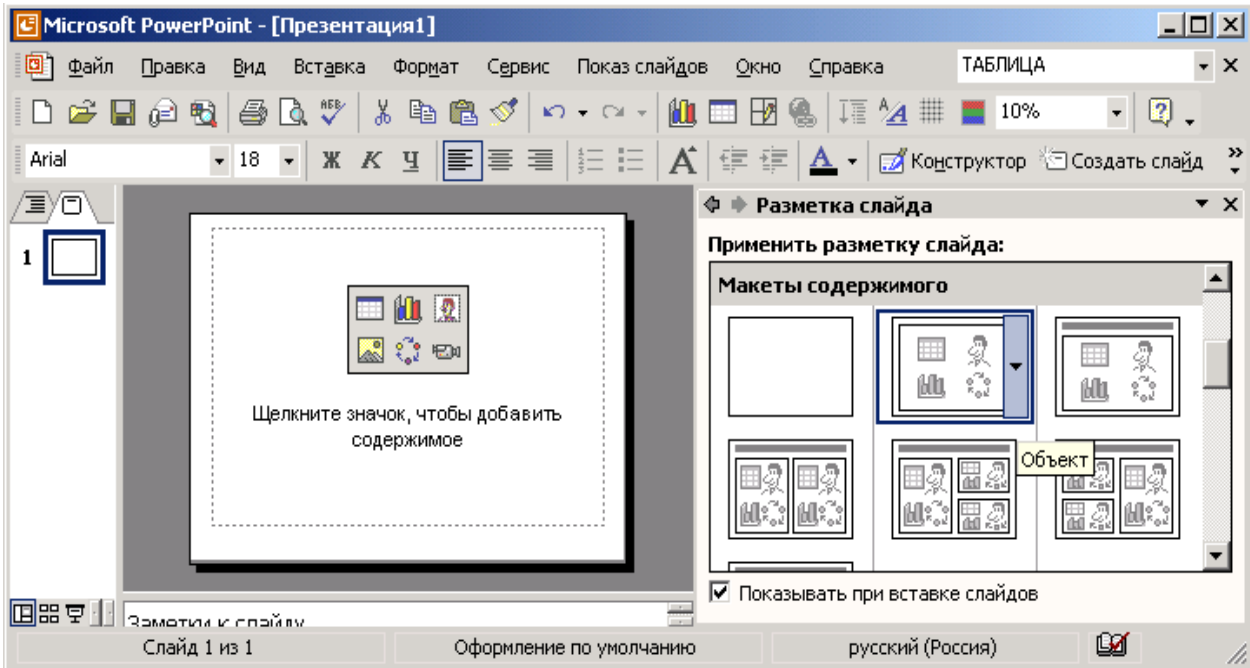 Microsoft PowerPoint - [Презентация1]
Файл Правка Вид Вставка Формат Сервис Показ слайдов Окно Справка ТАБЛИЦА
10%
Arial 18 Ж К Ч Конструктор Создать слайд
Разметка слайда
1
Применить разметку слайда:
Макеты содержимого
Щелкните значок, чтобы добавить
содержимое
Объект
Показывать при вставке слайдов
Заметки к слайду
Слайд 1 из 1 Оформление по умолчанию русский (Россия)